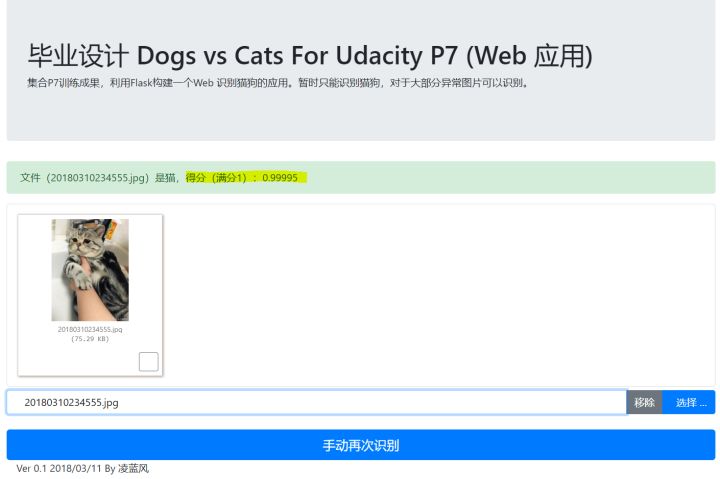 毕业设计 Dogs vs Cats For Udacity P7 (Web 应用)
集合P7训练成果，利用Flask构建一个Web 识别猫狗的应用。暂时只能识别猫狗，对于大部分异常图片可以识别。
文件（20180310234555.jpg）是猫，得分（满分1）：0.99995
20180310234555.jpg
(75.29 KB)
20180310234555.jpg
移除
选择 ...
手动再次识别
Ver 0.1 2018/03/11 By 凌蓝风